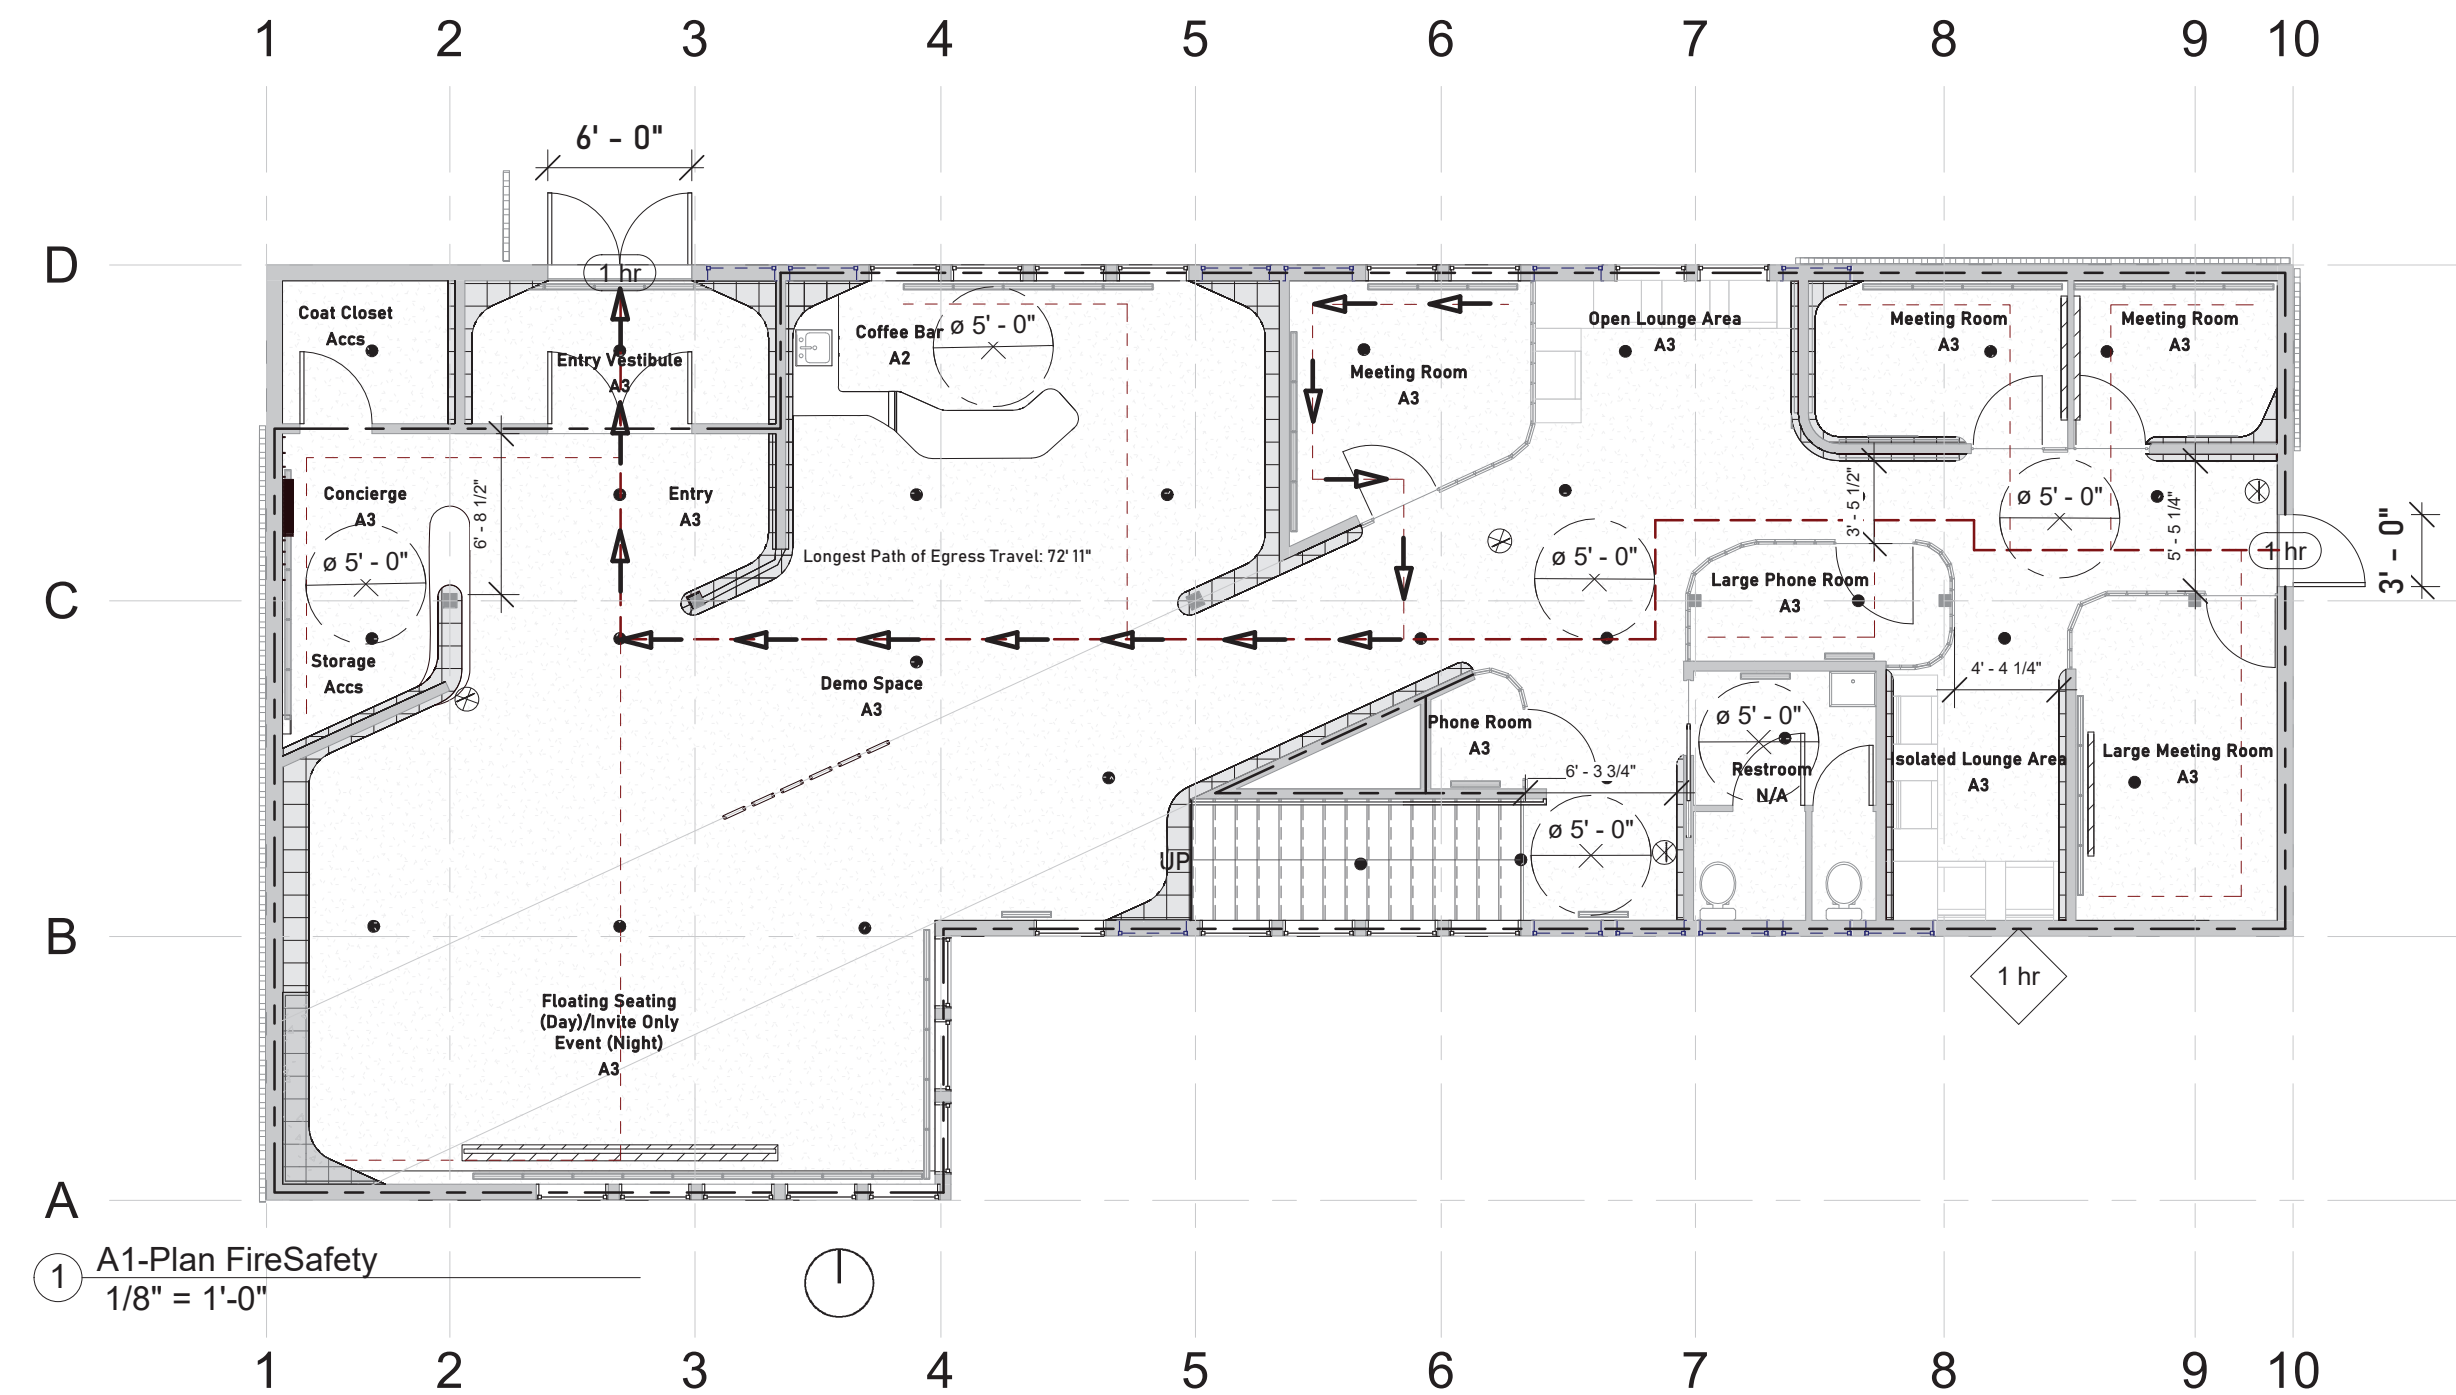 1 2 3 4 5 6 7 8 9 10
6' - 0"
D
1 hr
Coat Closet
Accs
Entry Vestibule
A3
Coffee Bar
A2
ø 5' - 0"
Meeting Room
A3
Open Lounge Area
A3
Meeting Room
A3
Meeting Room
A3
Concierge
A3
ø 5' - 0"
6' - 8 1/2"
Entry
A3
Longest Path of Egress Travel: 72' 11"
ø 5' - 0"
3' - 5 1/2"
ø 5' - 0"
5' - 5 1/4"
1 hr
3' - 0"
C
Large Phone Room
A3
Storage
Accs
Demo Space
A3
4' - 4 1/4"
Phone Room
A3
6' - 3 3/4"
ø 5' - 0"
Restroom
N/A
Isolated Lounge Area
A3
Large Meeting Room
A3
UP
ø 5' - 0"
B
1 hr
Floating Seating
(Day)/Invite Only
Event (Night)
A3
A
1
A1-Plan FireSafety
1/8" = 1'-0"
1 2 3 4 5 6 7 8 9 10